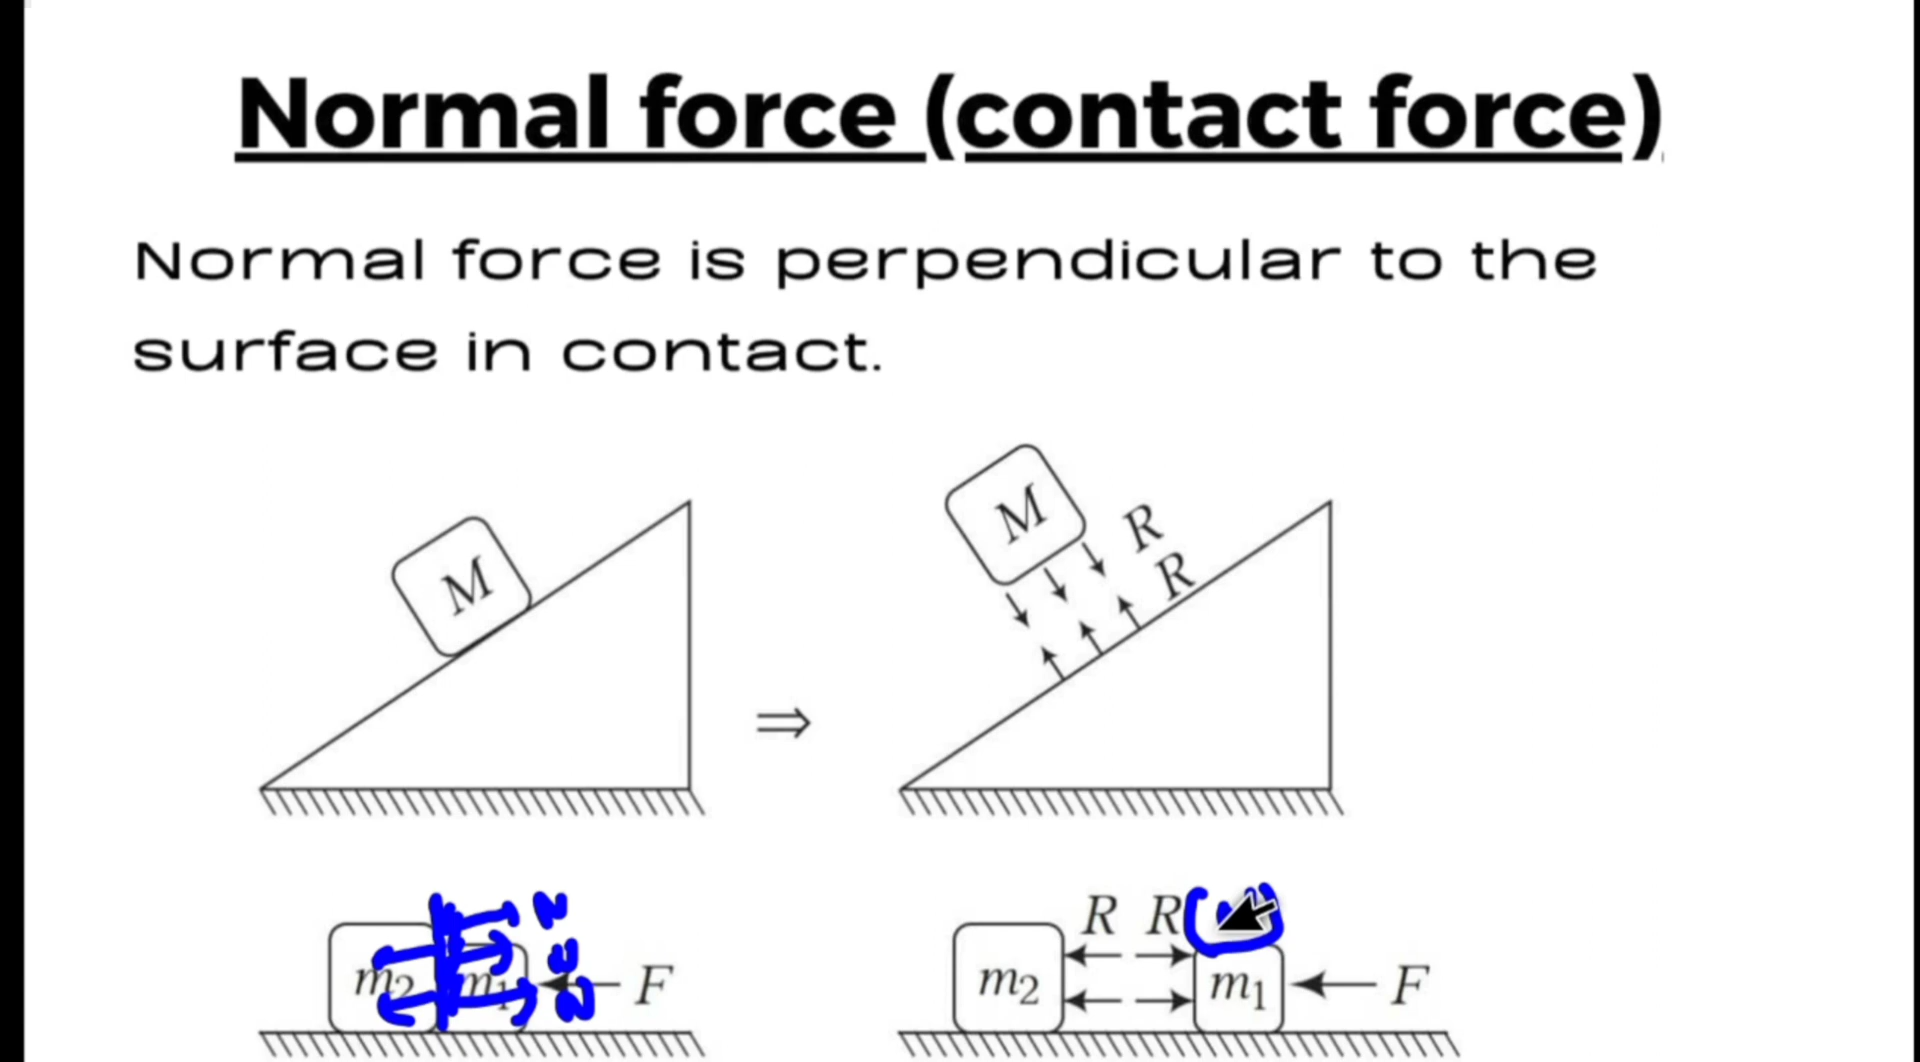 Normal force (contact force)
Normal force is perpendicular to the
surface in contact.
M
M
R
R
⇒
m2 m1 F
R R
m2 m1 F